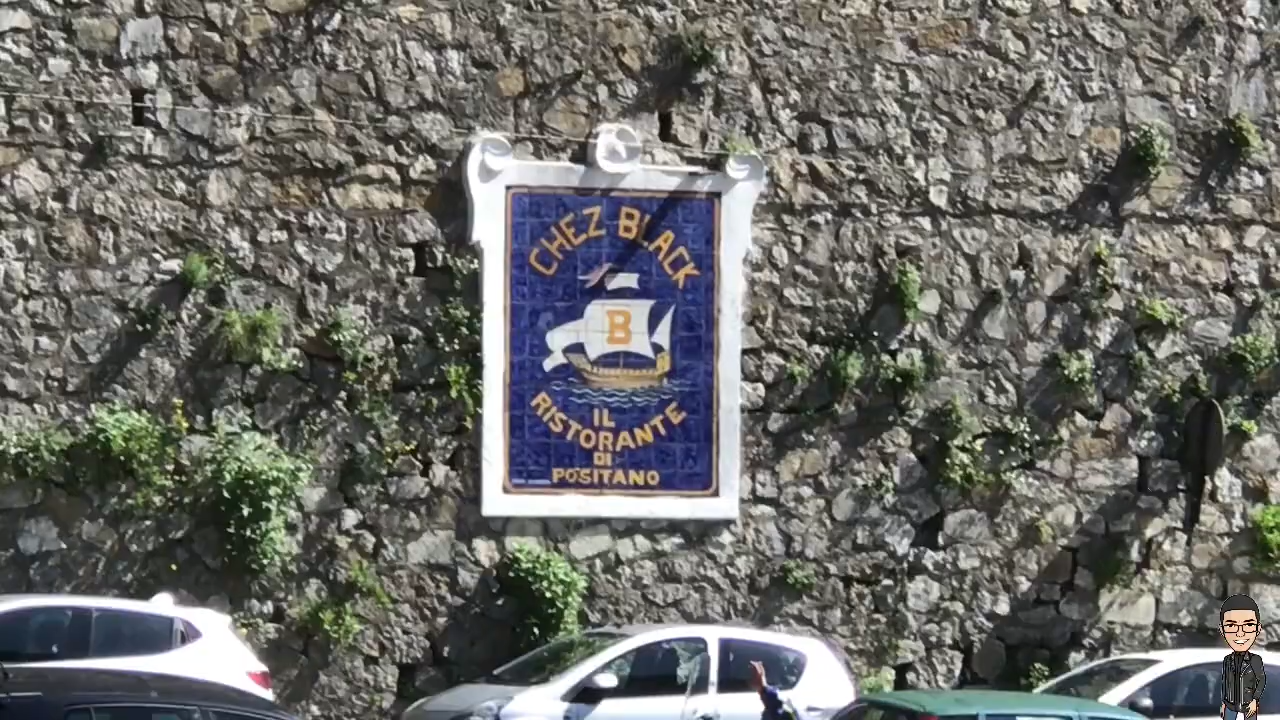 CHEZ BLACK
B
IL
RISTORANTE
DI
POSITANO